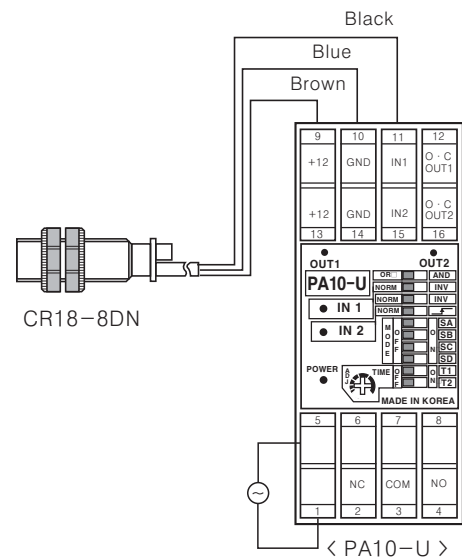 Black
Blue
Brown
9 10 11 12
+12 GND IN1 O · C OUT1
+12 GND IN2 O · C OUT2
13 14 15 16
OUT1 OUT2
PA10-U
OR□ AND
NORM INV
NORM INV
NORM
IN 1
IN 2
MODE OFF ON SA
SB
SC
SD
POWER
ADJ TIME OFF ON T1
T2
MADE IN KOREA
5 6 7 8
NC COM NO
1 2 3 4
~
CR18-8DN
< PA10-U >